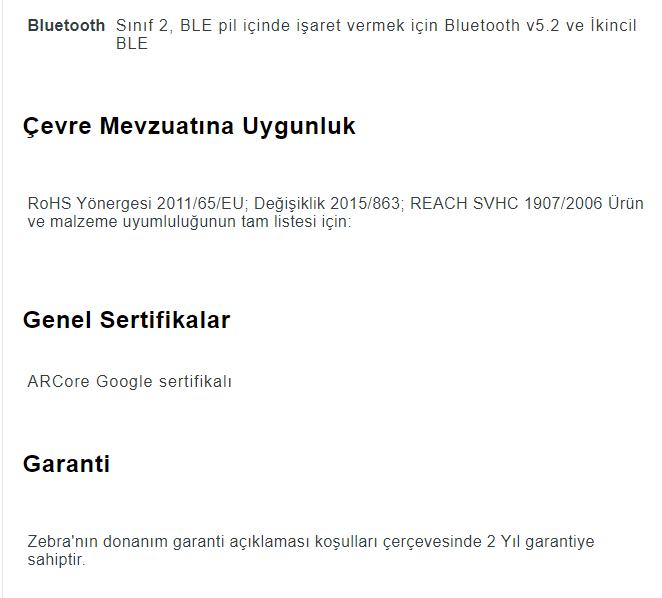 Bluetooth Sınıf 2, BLE pil içinde işaret vermek için Bluetooth v5.2 ve İkincil
BLE
Çevre Mevzuatına Uygunluk
RoHS Yönergesi 2011/65/EU; Değişiklik 2015/863; REACH SVHC 1907/2006 Ürün
ve malzeme uyumluluğunun tam listesi için:
Genel Sertifikalar
ARCore Google sertifikalı
Garanti
Zebra'nın donanım garanti açıklaması koşulları çerçevesinde 2 Yıl garantiye
sahiptir.